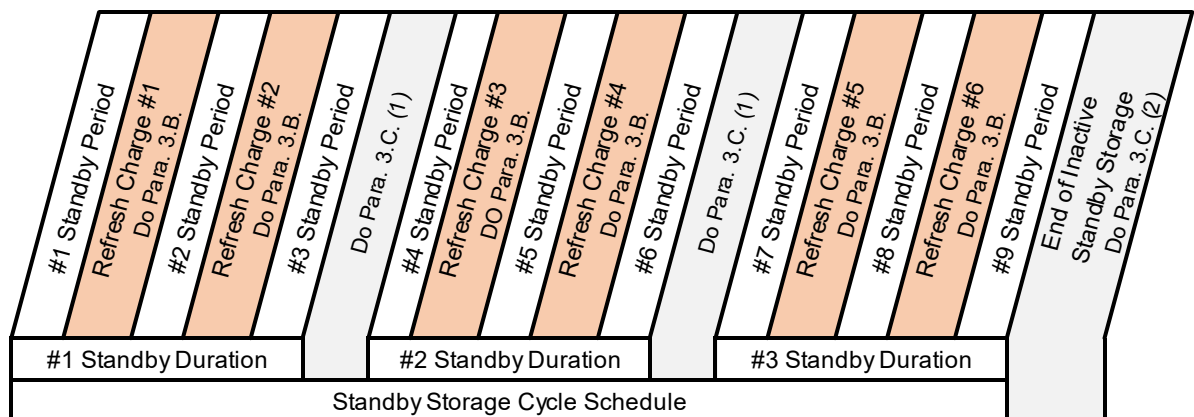 #1 Standby Period
Refresh Charge #1
Do Para. 3.B.
#2 Standby Period
Refresh Charge #2
Do Para. 3.B.
#3 Standby Period
Do Para. 3.C. (1)
#4 Standby Period
Refresh Charge #3
DO Para. 3.B.
#5 Standby Period
Refresh Charge #4
Do Para. 3.B.
#6 Standby Period
Do Para. 3.C. (1)
#7 Standby Period
Refresh Charge #5
Do Para. 3.B.
#8 Standby Period
Refresh Charge #6
Do Para. 3.B.
#9 Standby Period
End of Inactive
Standby Storage
Do Para. 3.C. (2)
#1 Standby Duration
#2 Standby Duration
#3 Standby Duration
Standby Storage Cycle Schedule